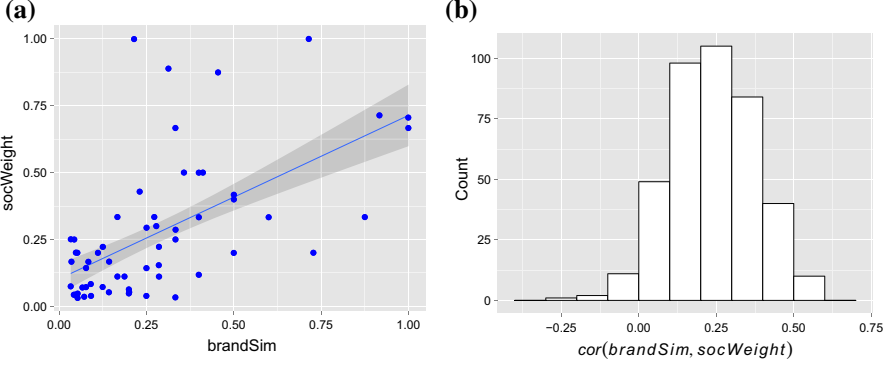 (a)
socWeight
1.00
0.75
0.50
0.25
0.00
0.00 0.25 0.50 0.75 1.00
brandSim
(b)
Count
100
75
50
25
0
−0.25 0.00 0.25 0.50 0.75
cor(brandSim, socWeight)